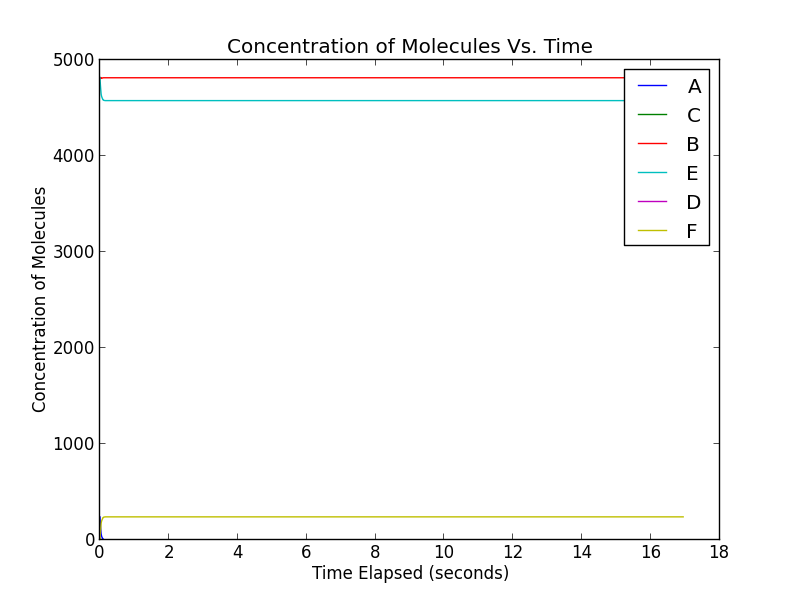 Concentration of Molecules Vs. Time
5000
4000
3000
2000
1000
0
Concentration of Molecules
A
C
B
E
D
F
0 2 4 6 8 10 12 14 16 18
Time Elapsed (seconds)